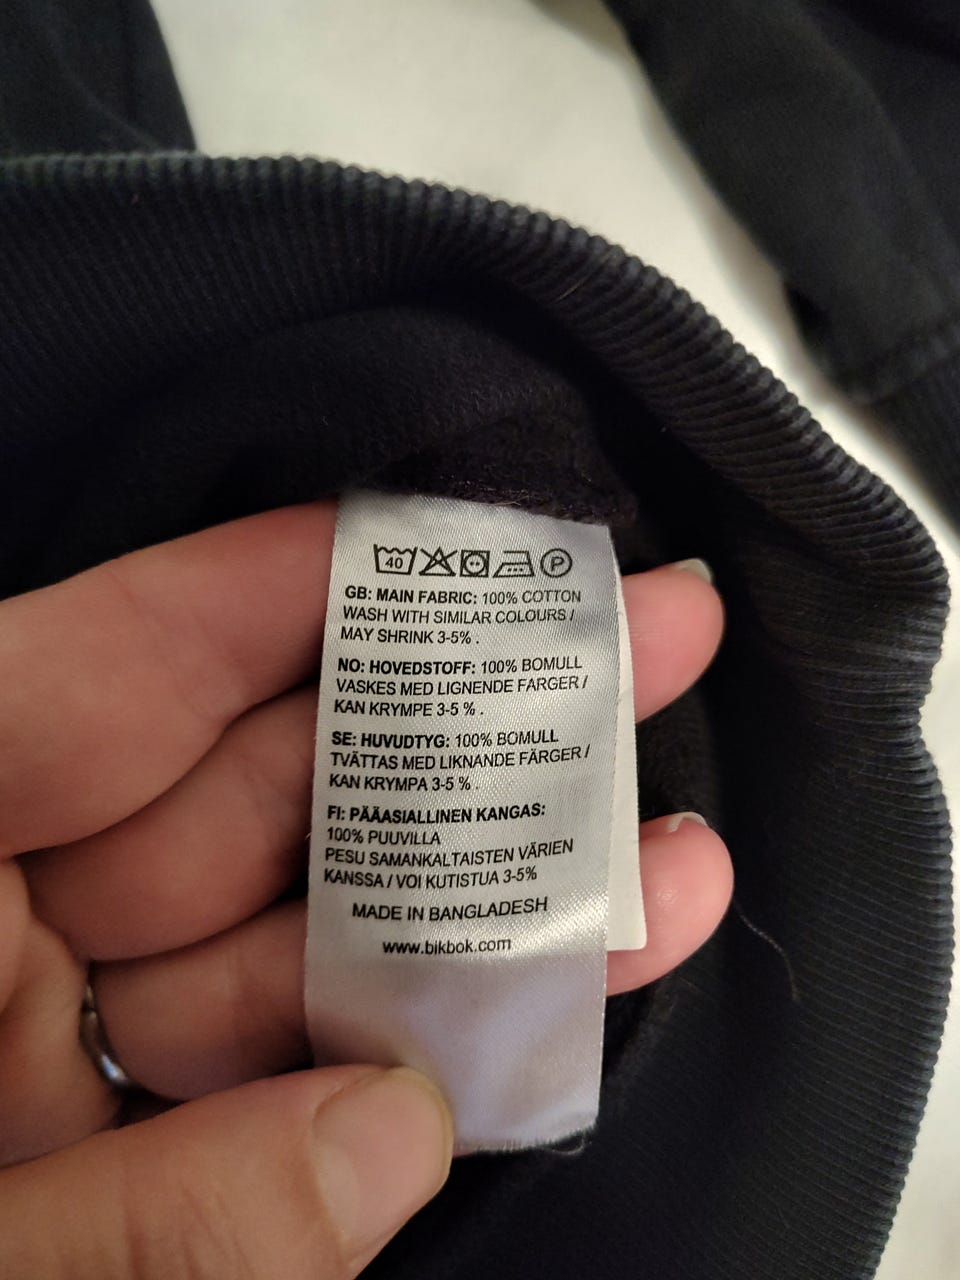 40 P
GB: MAIN FABRIC: 100% COTTON
WASH WITH SIMILAR COLOURS /
MAY SHRINK 3-5% .
NO: HOVEDSTOFF: 100% BOMULL
VASKES MED LIGNENDE FARGER /
KAN KRYMPE 3-5 % .
SE: HUVUDTYG: 100% BOMULL
TVÄTTAS MED LIKNANDE FÄRGER /
KAN KRYMPA 3-5 % .
FI: PÄÄASIALLINEN KANGAS:
100% PUUVILLA
PESU SAMANKALTAISTEN VÄRIEN
KANSSA / VOI KUTISTUA 3-5%
MADE IN BANGLADESH
www.bikbok.com